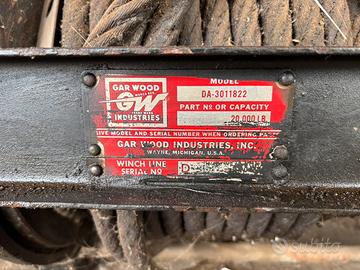 GAR WOOD
GW
INDUSTRIES
MODEL
DA-3011822
PART Nº OR CAPACITY
20,000 LB
GIVE MODEL AND SERIAL NUMBER WHEN ORDERING PARTS
GAR WOOD INDUSTRIES, INC.
WAYNE, MICHIGAN, U.S.A.
WINCH LINE
SERIAL NO
subito